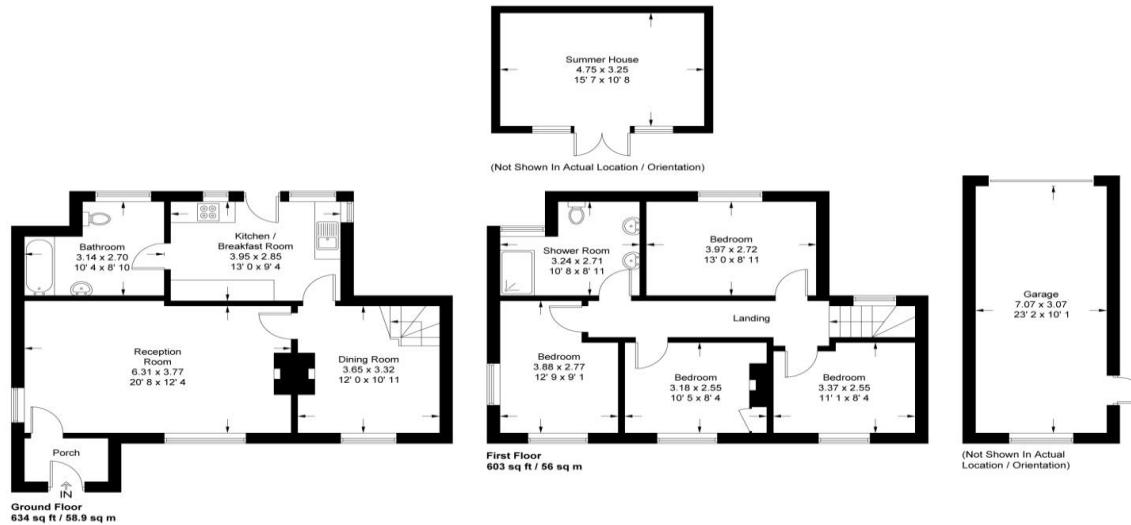 Summer House
4.75 x 3.25
15' 7 x 10' 8
(Not Shown In Actual Location / Orientation)
Bathroom
3.14 x 2.70
10' 4 x 8' 10
Kitchen /
Breakfast Room
3.95 x 2.85
13' 0 x 9' 4
Reception
Room
6.31 x 3.77
20' 8 x 12' 4
Dining Room
3.65 x 3.32
12' 0 x 10' 11
Porch
IN
Ground Floor
634 sq ft / 58.9 sq m
Shower Room
3.24 x 2.71
10' 8 x 8' 11
Bedroom
3.97 x 2.72
13' 0 x 8' 11
Landing
Bedroom
3.88 x 2.77
12' 9 x 9' 1
Bedroom
3.18 x 2.55
10' 5 x 8' 4
Bedroom
3.37 x 2.55
11' 1 x 8' 4
First Floor
603 sq ft / 56 sq m
Garage
7.07 x 3.07
23' 2 x 10' 1
(Not Shown In Actual
Location / Orientation)